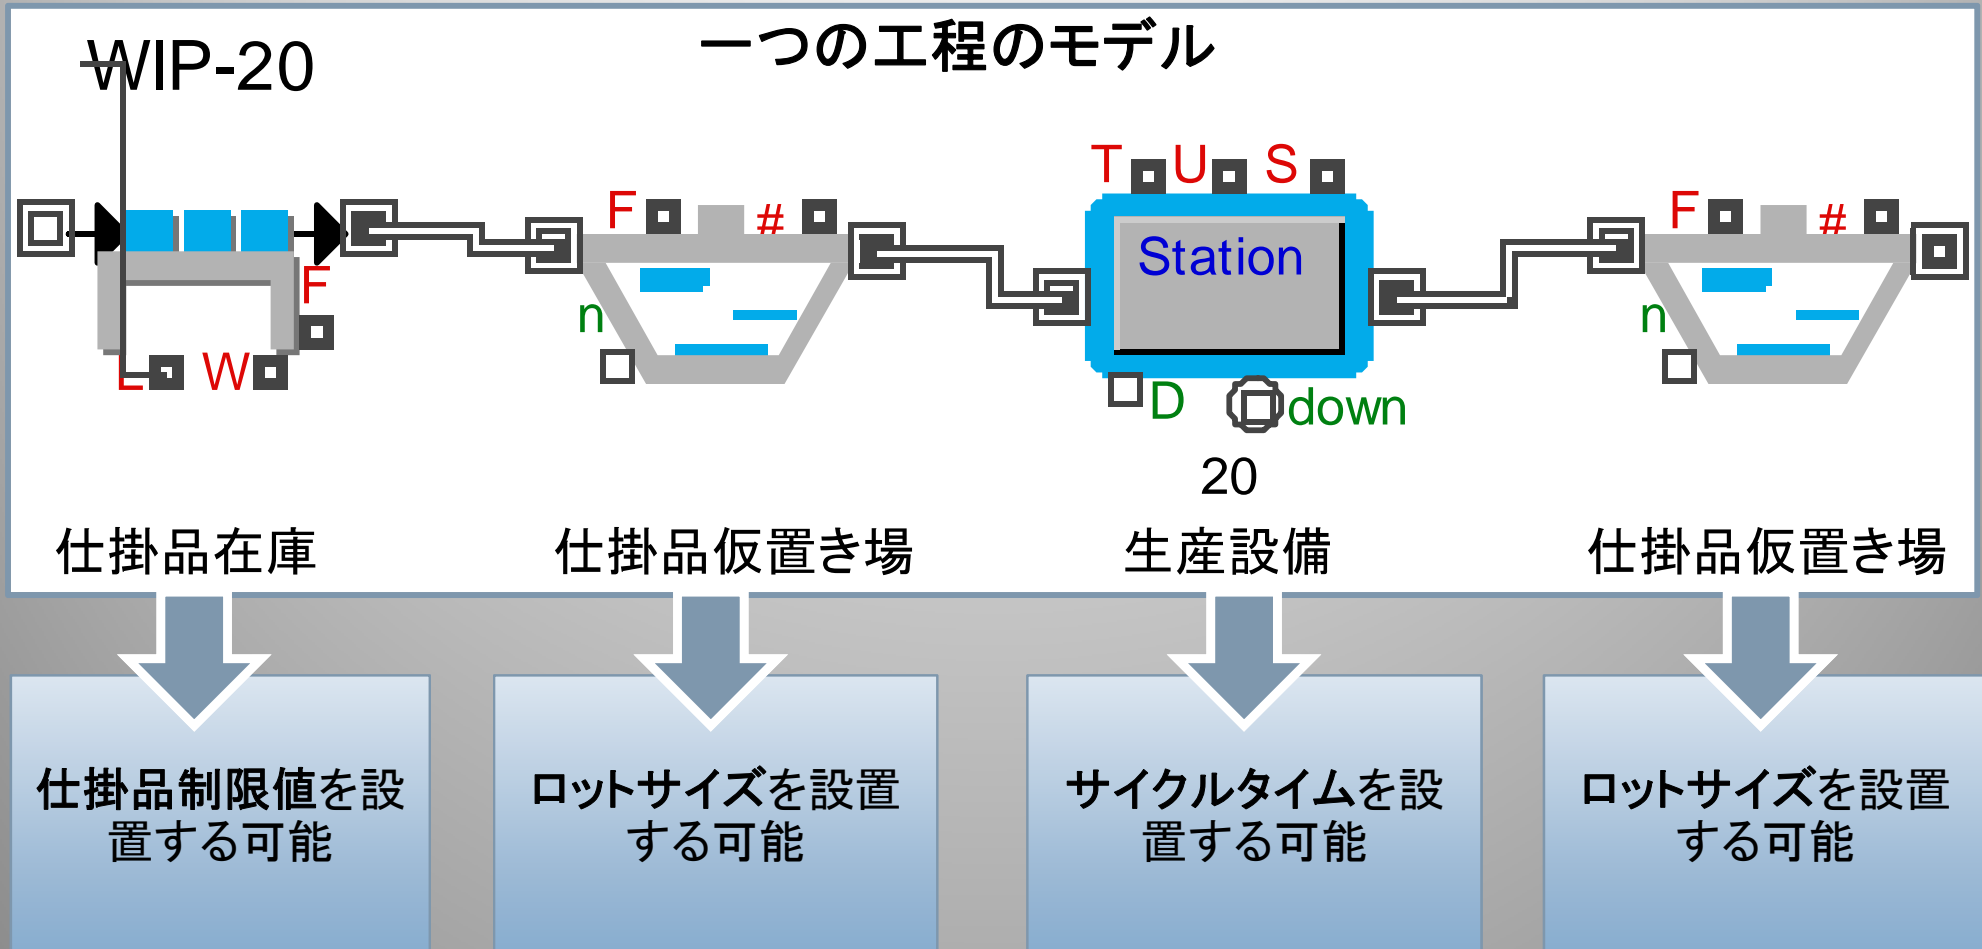 一つの工程のモデル
WIP-20
T U S
F #
F #
Station
F
n
n
L W
D down
20
仕掛品在庫
仕掛品仮置き場
生産設備
仕掛品仮置き場
仕掛品制限値を設
置する可能
ロットサイズを設置
する可能
サイクルタイムを設
置する可能
ロットサイズを設置
する可能